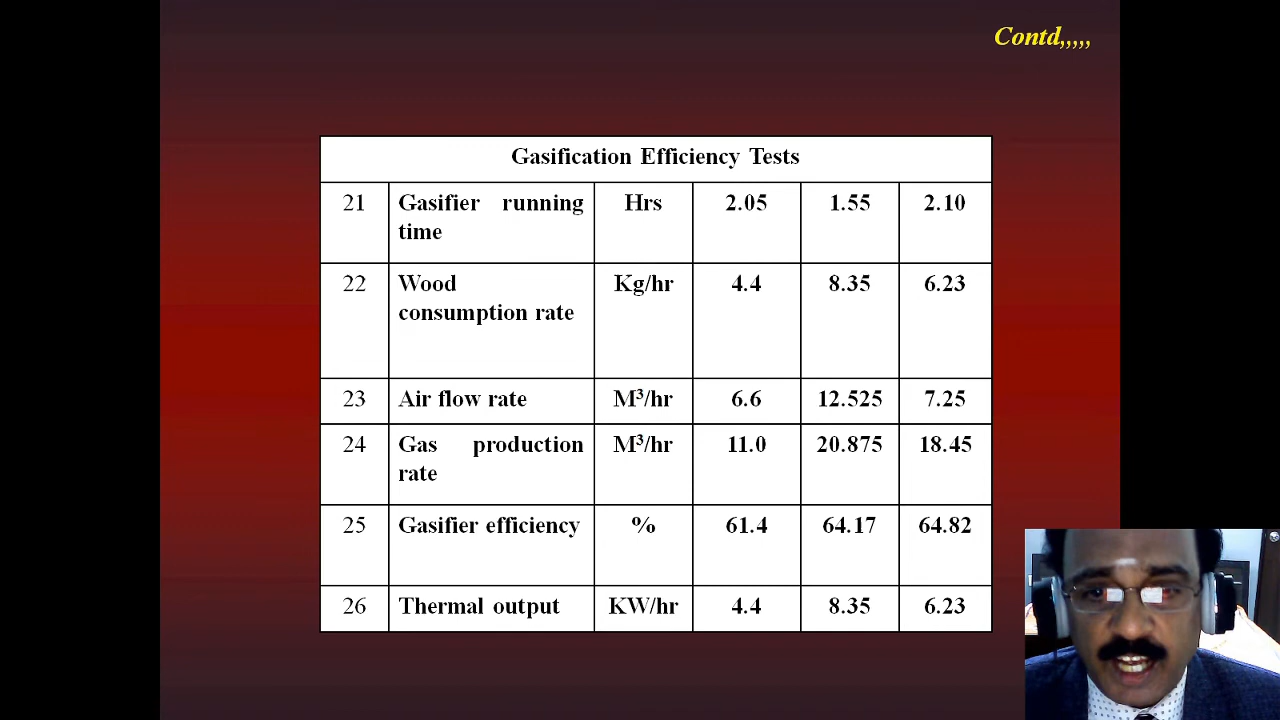 Contd,,,,,
Gasification Efficiency Tests
21 Gasifier running time Hrs 2.05 1.55 2.10
22 Wood consumption rate Kg/hr 4.4 8.35 6.23
23 Air flow rate M³/hr 6.6 12.525 7.25
24 Gas production rate M³/hr 11.0 20.875 18.45
25 Gasifier efficiency % 61.4 64.17 64.82
26 Thermal output KW/hr 4.4 8.35 6.23